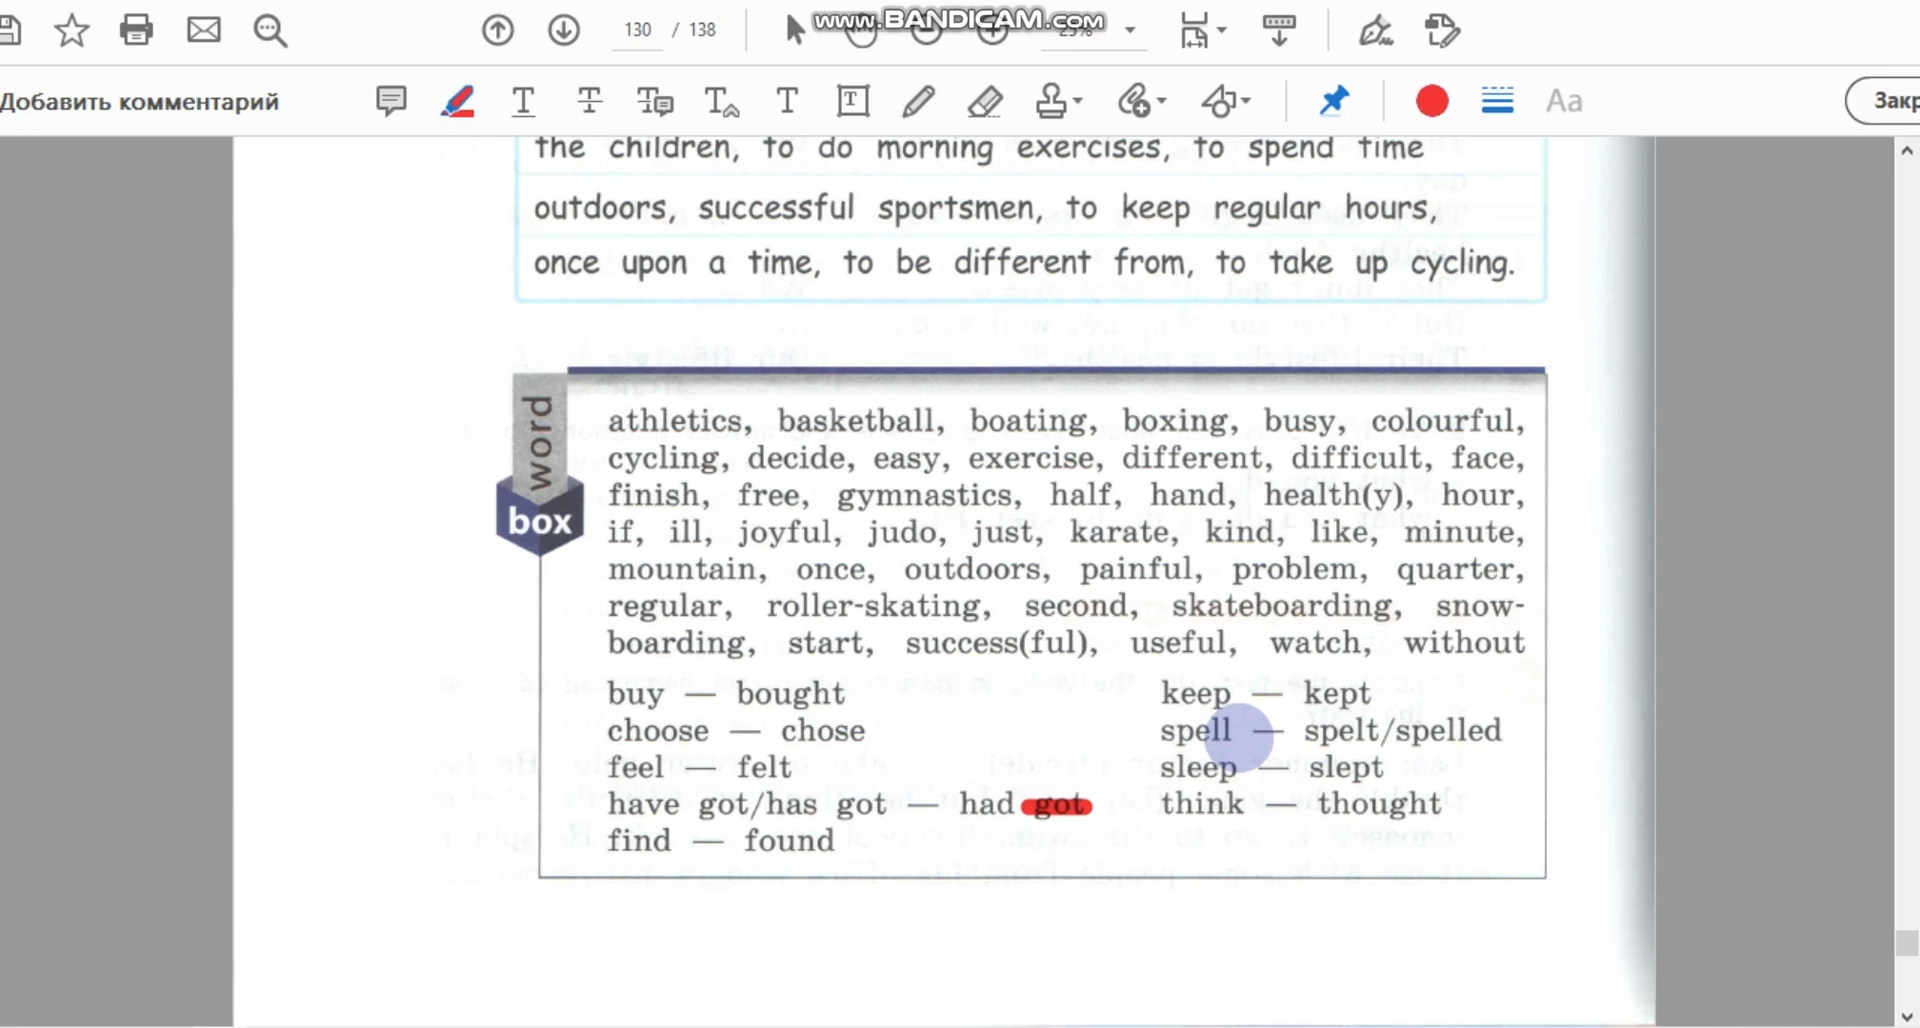 www.BANDICAM.com
130 / 138
25%
Добавить комментарий
T T T T T Aa
Закр
the children, to do morning exercises, to spend time
outdoors, successful sportsmen, to keep regular hours,
once upon a time, to be different from, to take up cycling.
word
box
athletics, basketball, boating, boxing, busy, colourful,
cycling, decide, easy, exercise, different, difficult, face,
finish, free, gymnastics, half, hand, health(y), hour,
if, ill, joyful, judo, just, karate, kind, like, minute,
mountain, once, outdoors, painful, problem, quarter,
regular, roller-skating, second, skateboarding, snow-
boarding, start, success(ful), useful, watch, without
buy — bought
choose — chose
feel — felt
have got/has got — had got
find — found
keep — kept
spell — spelt/spelled
sleep — slept
think — thought